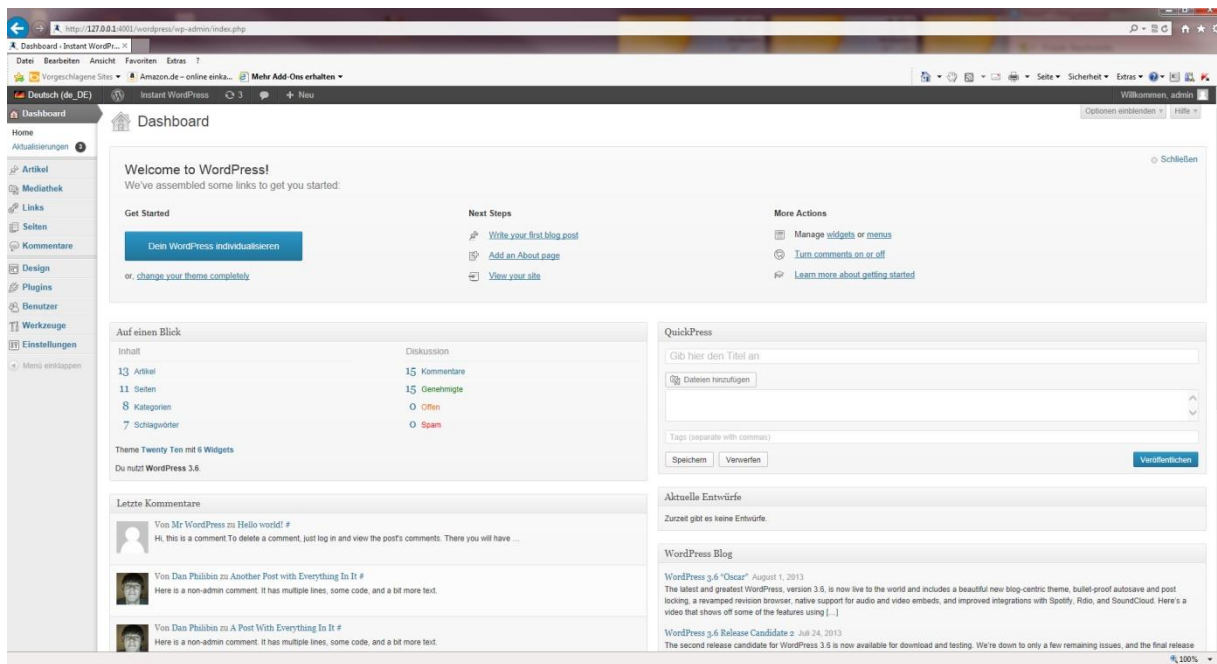 http://127.0.0.1:4001/wordpress/wp-admin/index.php
Dashboard ‹ Instant WordPr...
Datei Bearbeiten Ansicht Favoriten Extras ?
Vorgeschlagene Sites Amazon.de – online einka... Mehr Add-Ons erhalten
Seite Sicherheit Extras
Deutsch (de_DE) Instant WordPress 3 + Neu
Willkommen, admin
Dashboard
Home
Aktualisierungen 3
Artikel
Mediathek
Links
Seiten
Kommentare
Design
Plugins
Benutzer
Werkzeuge
Einstellungen
Menü einklappen
Dashboard
Optionen einblenden Hilfe
Schließen
Welcome to WordPress!
We've assembled some links to get you started:
Get Started
Dein WordPress individualisieren
or, change your theme completely
Next Steps
Write your first blog post
Add an About page
View your site
More Actions
Manage widgets or menus
Turn comments on or off
Learn more about getting started
Auf einen Blick
Inhalt
13 Artikel
11 Seiten
8 Kategorien
7 Schlagwörter
Diskussion
15 Kommentare
15 Genehmigte
0 Offen
0 Spam
Theme Twenty Ten mit 6 Widgets
Du nutzt WordPress 3.6.
Letzte Kommentare
Von Mr WordPress zu Hello world! #
Hi, this is a comment.To delete a comment, just log in and view the post's comments. There you will have …
Von Dan Philibin zu Another Post with Everything In It #
Here is a non-admin comment. It has multiple lines, some code, and a bit more text.
Von Dan Philibin zu A Post With Everything In It #
Here is a non-admin comment. It has multiple lines, some code, and a bit more text.
QuickPress
Gib hier den Titel an
Dateien hinzufügen
Tags (separate with commas)
Speichern Verwerfen Veröffentlichen
Aktuelle Entwürfe
Zurzeit gibt es keine Entwürfe.
WordPress Blog
WordPress 3.6 "Oscar" August 1, 2013
The latest and greatest WordPress, version 3.6, is now live to the world and includes a beautiful new blog-centric theme, bullet-proof autosave and post
locking, a revamped revision browser, native support for audio and video embeds, and improved integrations with Spotify, Rdio, and SoundCloud. Here's a
video that shows off some of the features using […]
WordPress 3.6 Release Candidate 2 Juli 24, 2013
The second release candidate for WordPress 3.6 is now available for download and testing. We're down to only a few remaining issues, and the final release
100%